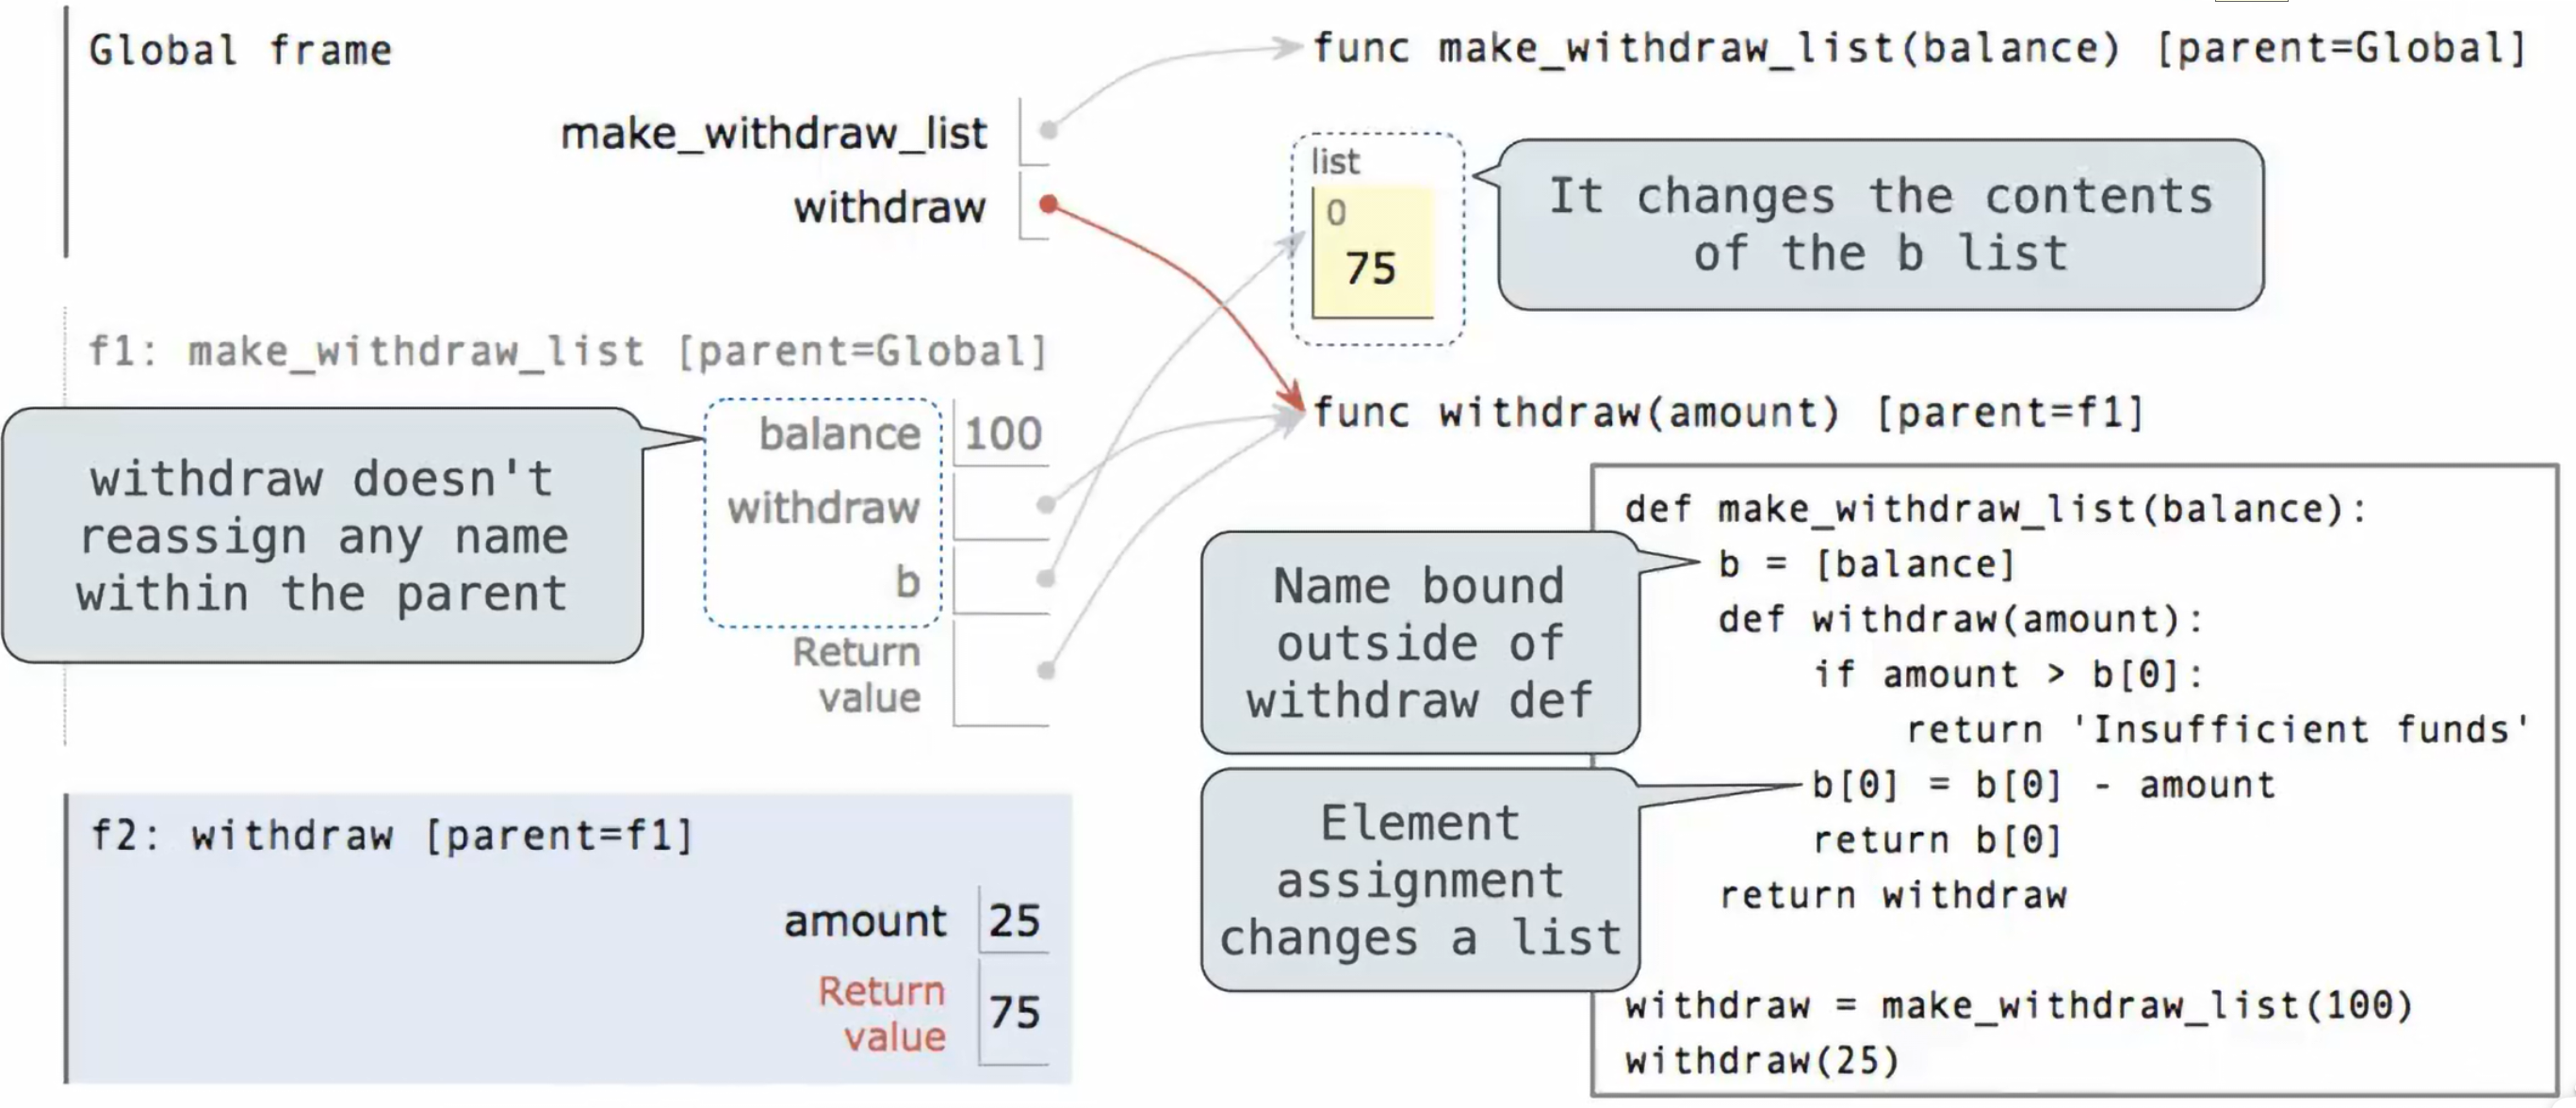 Global frame
make_withdraw_list
withdraw
func make_withdraw_list(balance) [parent=Global]
list
0
75
It changes the contents
of the b list
f1: make_withdraw_list [parent=Global]
withdraw doesn't
reassign any name
within the parent
balance 100
withdraw
b
Return
value
func withdraw(amount) [parent=f1]
f2: withdraw [parent=f1]
amount 25
Return
value
75
Name bound
outside of
withdraw def
Element
assignment
changes a list
def make_withdraw_list(balance):
    b = [balance]
    def withdraw(amount):
        if amount > b[0]:
            return 'Insufficient funds'
        b[0] = b[0] - amount
        return b[0]
    return withdraw
withdraw = make_withdraw_list(100)
withdraw(25)